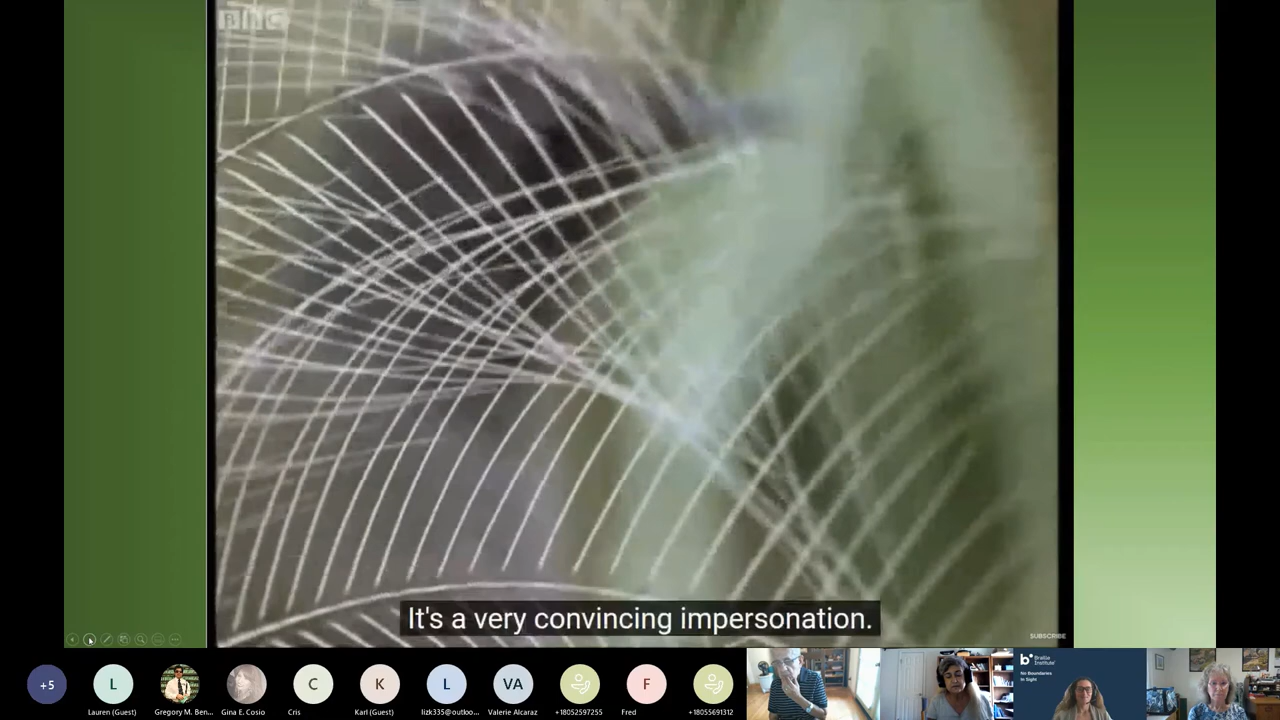 BBC
It's a very convincing impersonation.
SUBSCRIBE
+5
L
C
K
L
VA
F
Lauren (Guest)
Gregory M. Ben...
Gina E. Cosio
Cris
Karl (Guest)
lizk335@outloo...
Valerie Alcaraz
+18052597255
Fred
+18055691312
b
Braille
Institute
No Boundaries
In Sight